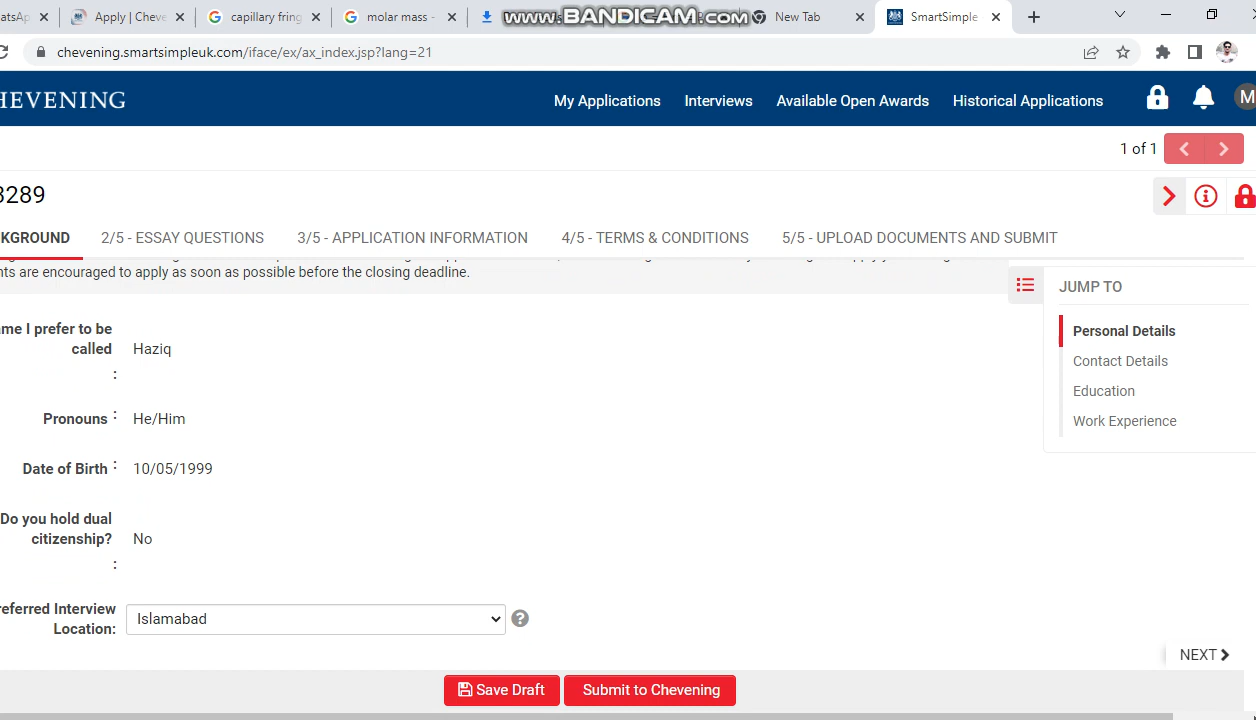 atsAp
Apply | Cheve
capillary fring
molar mass -
www.BANDICAM.com
New Tab
SmartSimple
chevening.smartsimpleuk.com/iface/ex/ax_index.jsp?lang=21
HEVENING
My Applications
Interviews
Available Open Awards
Historical Applications
M
1 of 1
3289
KGROUND
2/5 - ESSAY QUESTIONS
3/5 - APPLICATION INFORMATION
4/5 - TERMS & CONDITIONS
5/5 - UPLOAD DOCUMENTS AND SUBMIT
nts are encouraged to apply as soon as possible before the closing deadline.
JUMP TO
Personal Details
Contact Details
Education
Work Experience
me I prefer to be
called
:
Haziq
Pronouns :
He/Him
Date of Birth :
10/05/1999
Do you hold dual
citizenship?
:
No
referred Interview
Location:
Islamabad
NEXT
Save Draft
Submit to Chevening